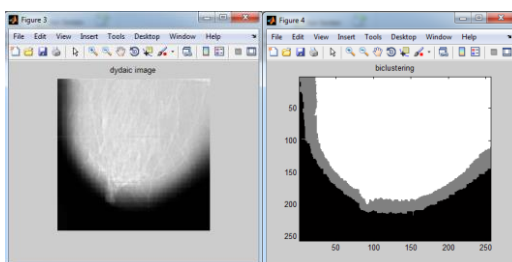 Figure 3
File Edit View Insert Tools Desktop Window Help
dydaic image
Figure 4
File Edit View Insert Tools Desktop Window Help
biclustering
50
100
150
200
250
50 100 150 200 250